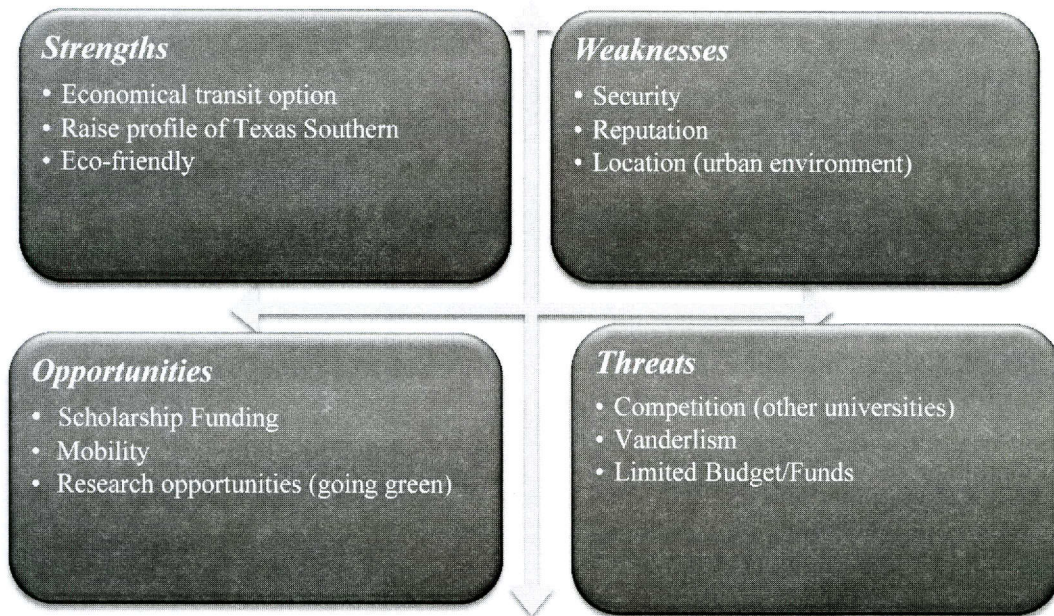 Strengths
• Economical transit option
• Raise profile of Texas Southern
• Eco-friendly
Weaknesses
• Security
• Reputation
• Location (urban environment)
Opportunities
• Scholarship Funding
• Mobility
• Research opportunities (going green)
Threats
• Competition (other universities)
• Vanderlism
• Limited Budget/Funds